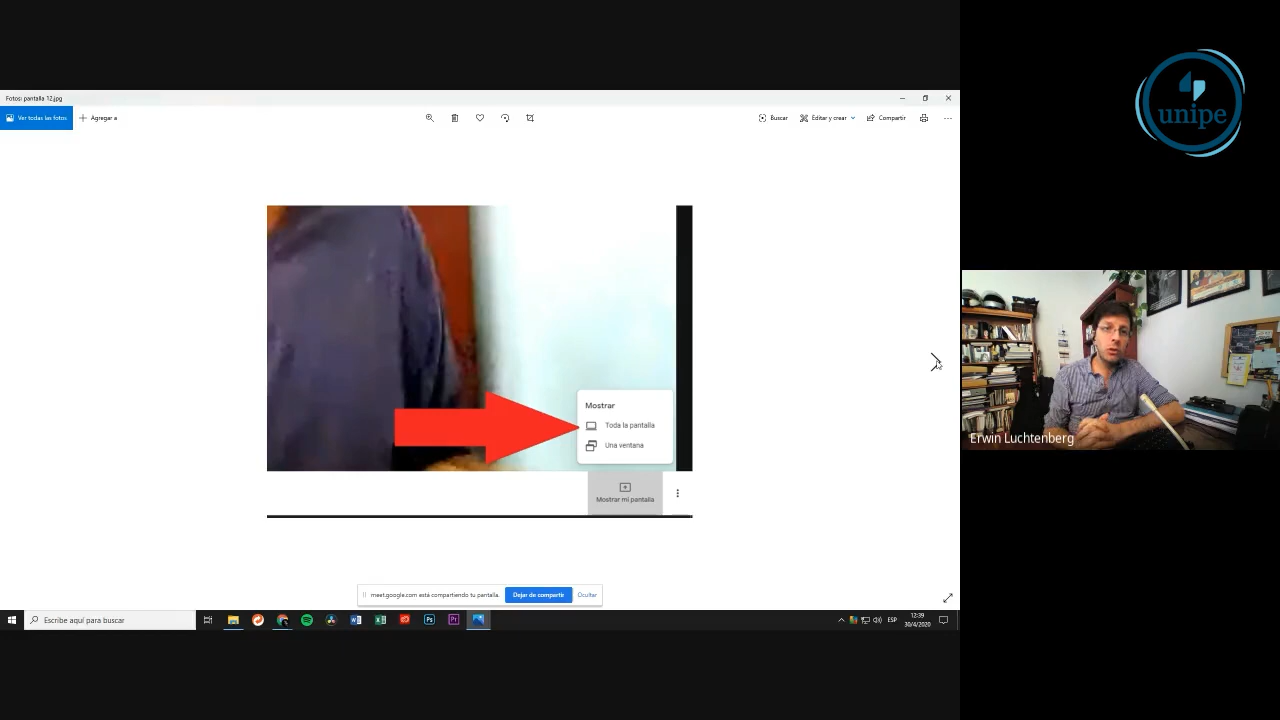 Fotos: pantalla 12.jpg
Ver todas las fotos
Agregar a
Buscar
Editar y crear
Compartir
Mostrar
Toda la pantalla
Una ventana
Mostrar mi pantalla
meet.google.com está compartiendo tu pantalla.
Dejar de compartir
Ocultar
Escribe aquí para buscar
Ps
Pr
ESP
12:39
30/4/2020
unipe
Erwin Luchtenberg